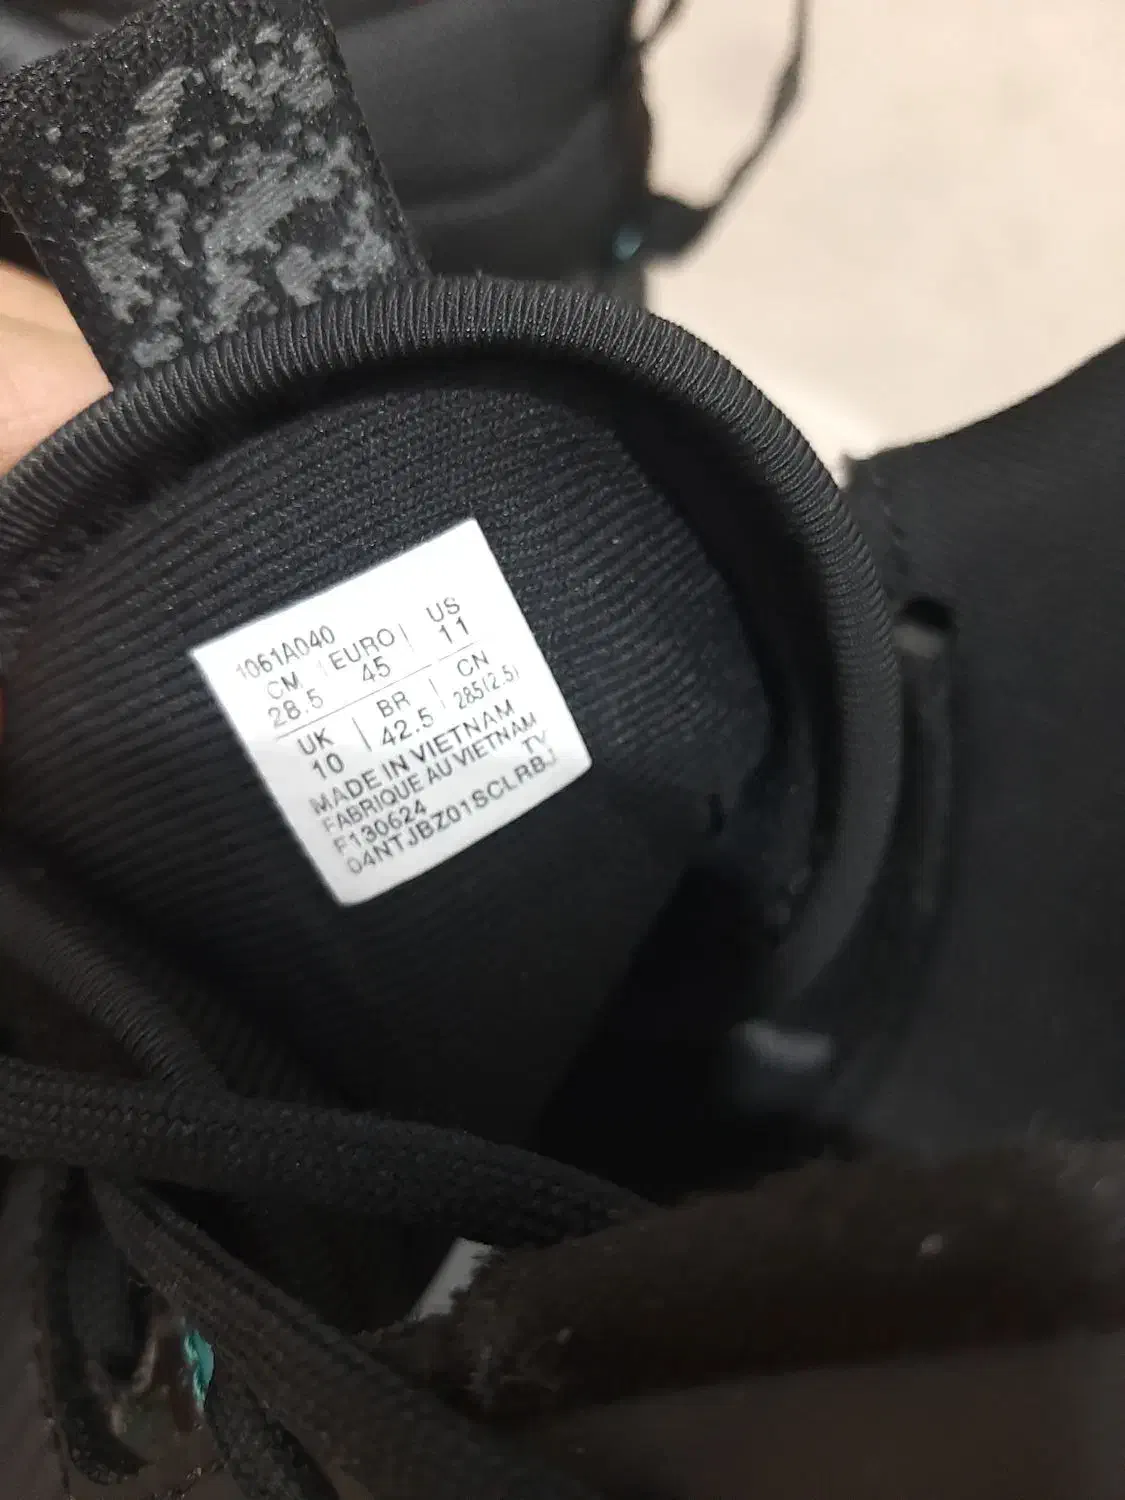 1061A040
CM | EURO | US
28.5 45 11
UK | BR | CN
10 42.5 285(2.5)
MADE IN VIETNAM
FABRIQUE AU VIETNAM
F130624 TV
04NTJBZ01SCLRBJ